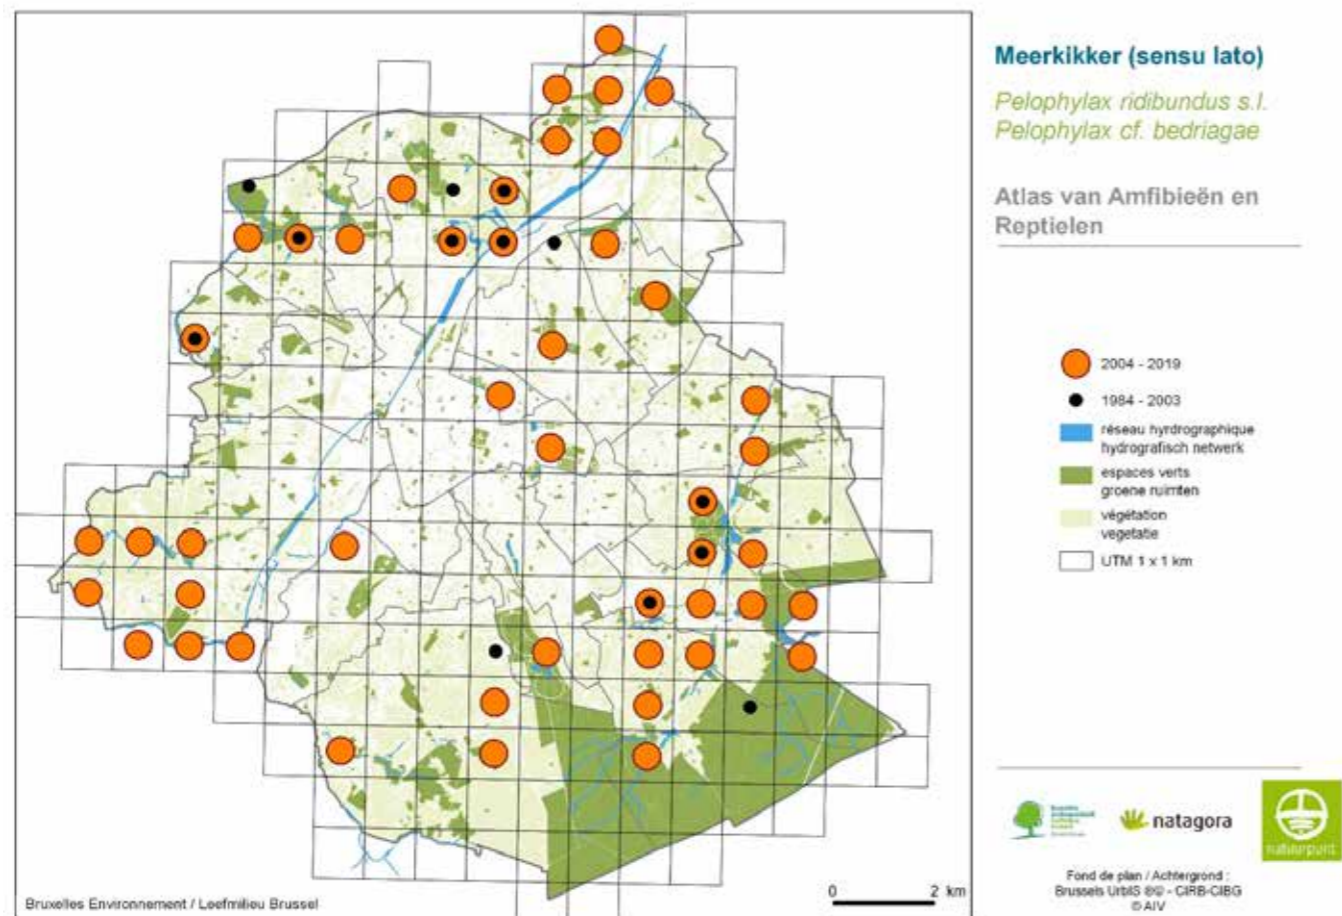 Meerkikker (sensu lato)
Pelophylax ridibundus s.l.
Pelophylax cf. bedriagae
Atlas van Amfibieën en
Reptielen
2004 - 2019
1984 - 2003
réseau hyrdrographique
hydrografisch netwerk
espaces verts
groene ruimten
végétation
vegetatie
UTM 1 x 1 km
natagora
natuurpunt
Fond de plan / Achtergrond :
Brussels UrbIS ®© - CIRB-CIBG
© AIV
0 2 km
Bruxelles Environnement / Leefmilieu Brussel